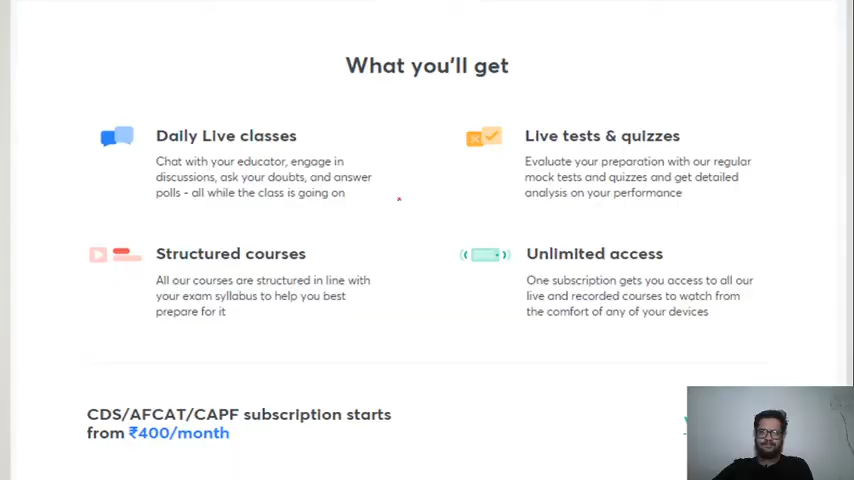 What you'll get
Daily Live classes
Chat with your educator, engage in
discussions, ask your doubts, and answer
polls - all while the class is going on
Live tests & quizzes
Evaluate your preparation with our regular
mock tests and quizzes and get detailed
analysis on your performance
Structured courses
All our courses are structured in line with
your exam syllabus to help you best
prepare for it
Unlimited access
One subscription gets you access to all our
live and recorded courses to watch from
the comfort of any of your devices
CDS/AFCAT/CAPF subscription starts
from ₹400/month